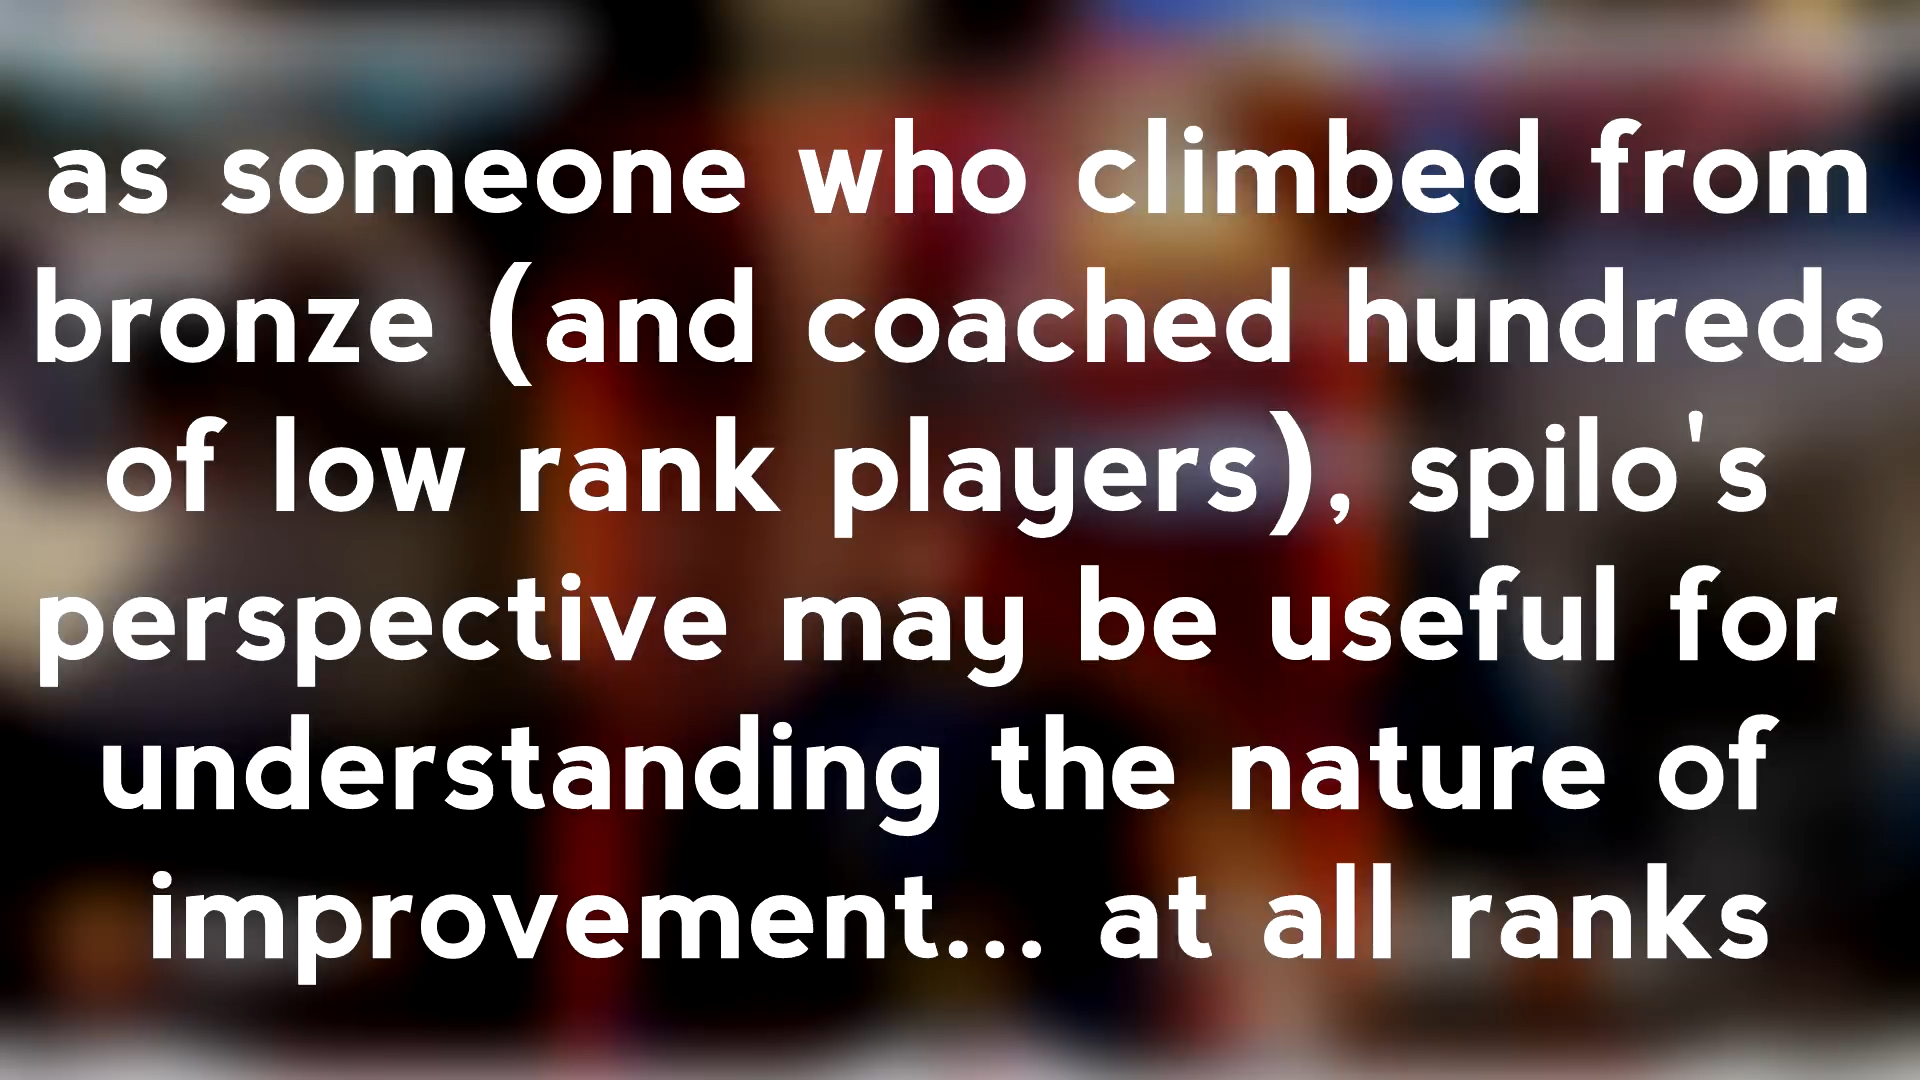 as someone who climbed from
bronze (and coached hundreds
of low rank players), spilo's
perspective may be useful for
understanding the nature of
improvement... at all ranks